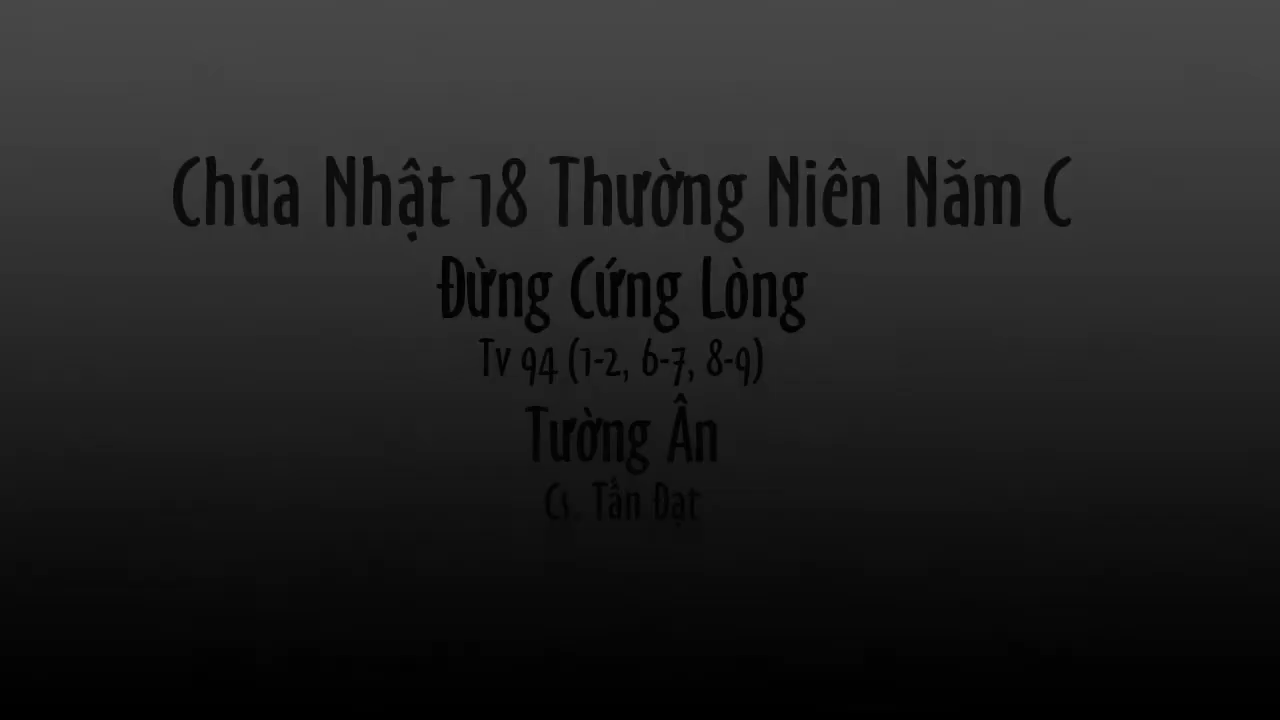 Chúa Nhật 18 Thường Niên Năm C
Đừng Cứng Lòng
Tv 94 (1-2, 6-7, 8-9)
Tường Ân
Cs. Tấn Đạt